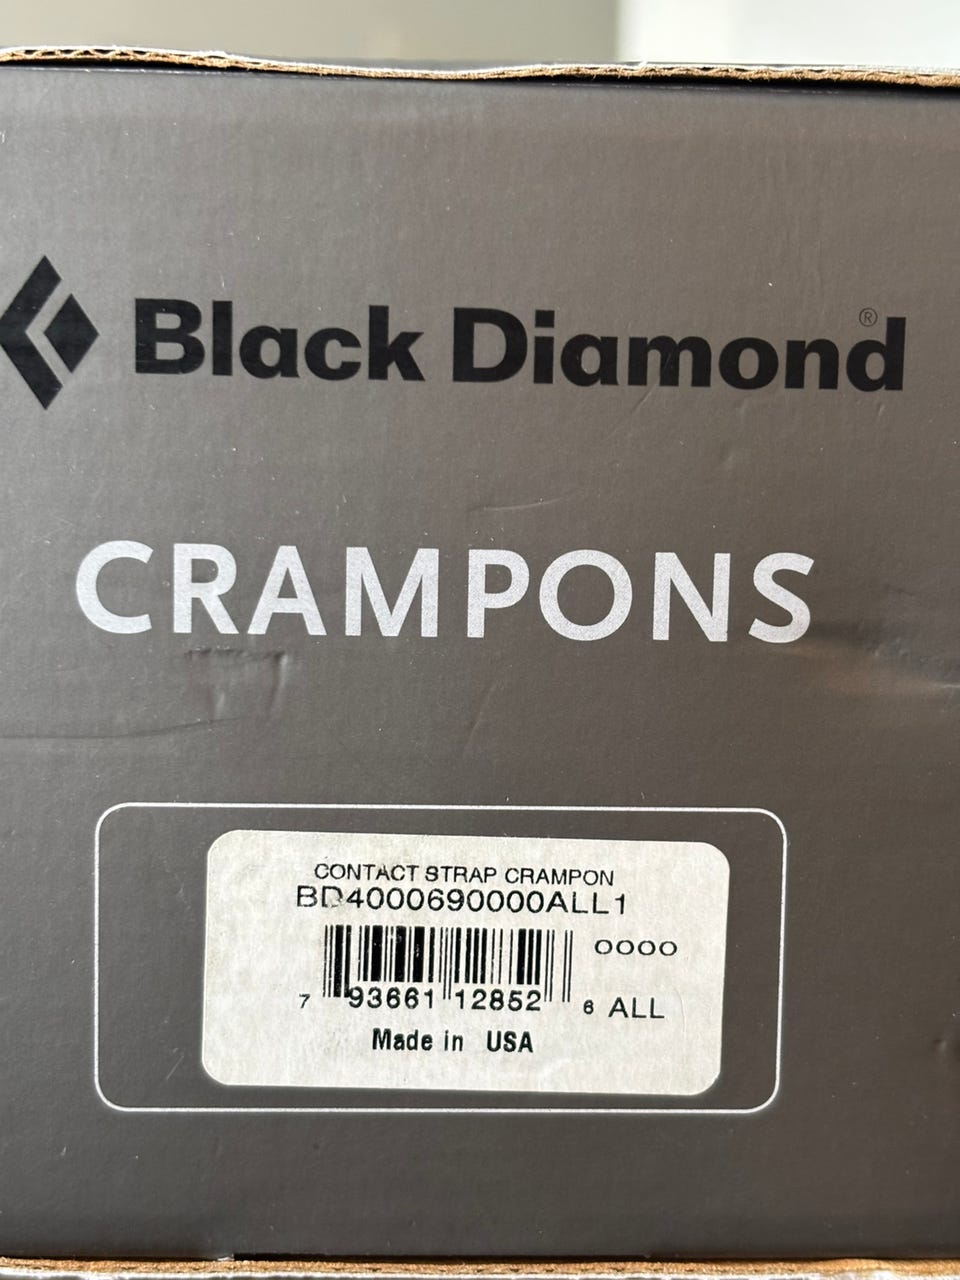 Black Diamond®
CRAMPONS
CONTACT STRAP CRAMPON
BD4000690000ALL1
0000
7 93661 12852 6 ALL
Made in USA